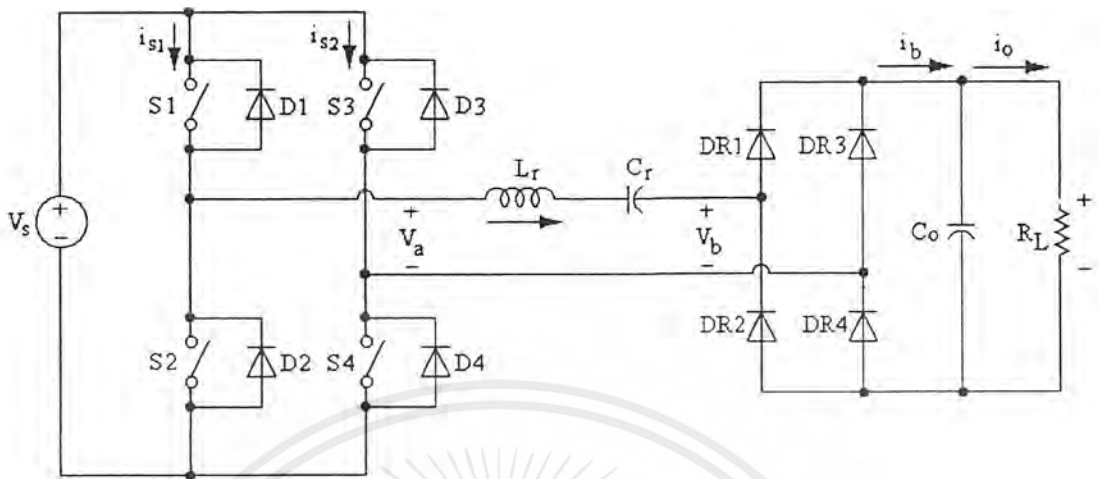 i_s1
i_s2
i_b
i_o
S1
D1
S3
D3
DR1
DR3
L_r
C_r
V_s
+
−
+
V_a
−
+
V_b
−
C_o
R_L
+
−
S2
D2
S4
D4
DR2
DR4